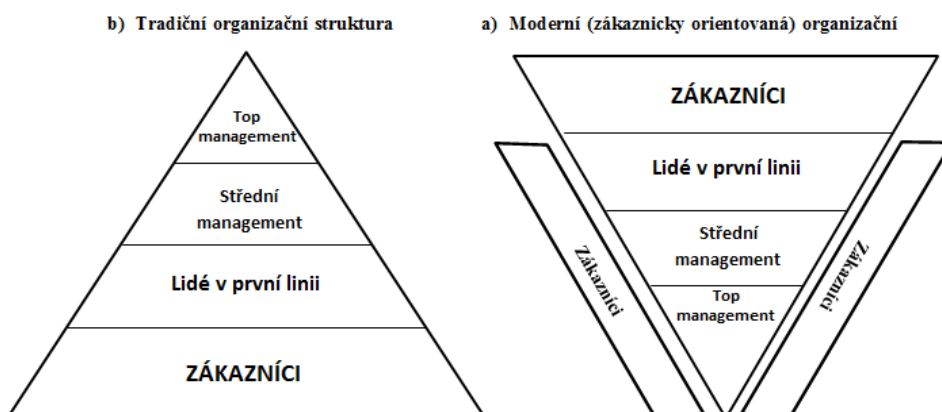 b) Tradiční organizační struktura
Top
management
Střední
management
Lidé v první linii
ZÁKAZNÍCI
a) Moderní (zákaznicky orientovaná) organizační
ZÁKAZNÍCI
Lidé v první linii
Střední
management
Top
management
Zákazníci
Zákazníci